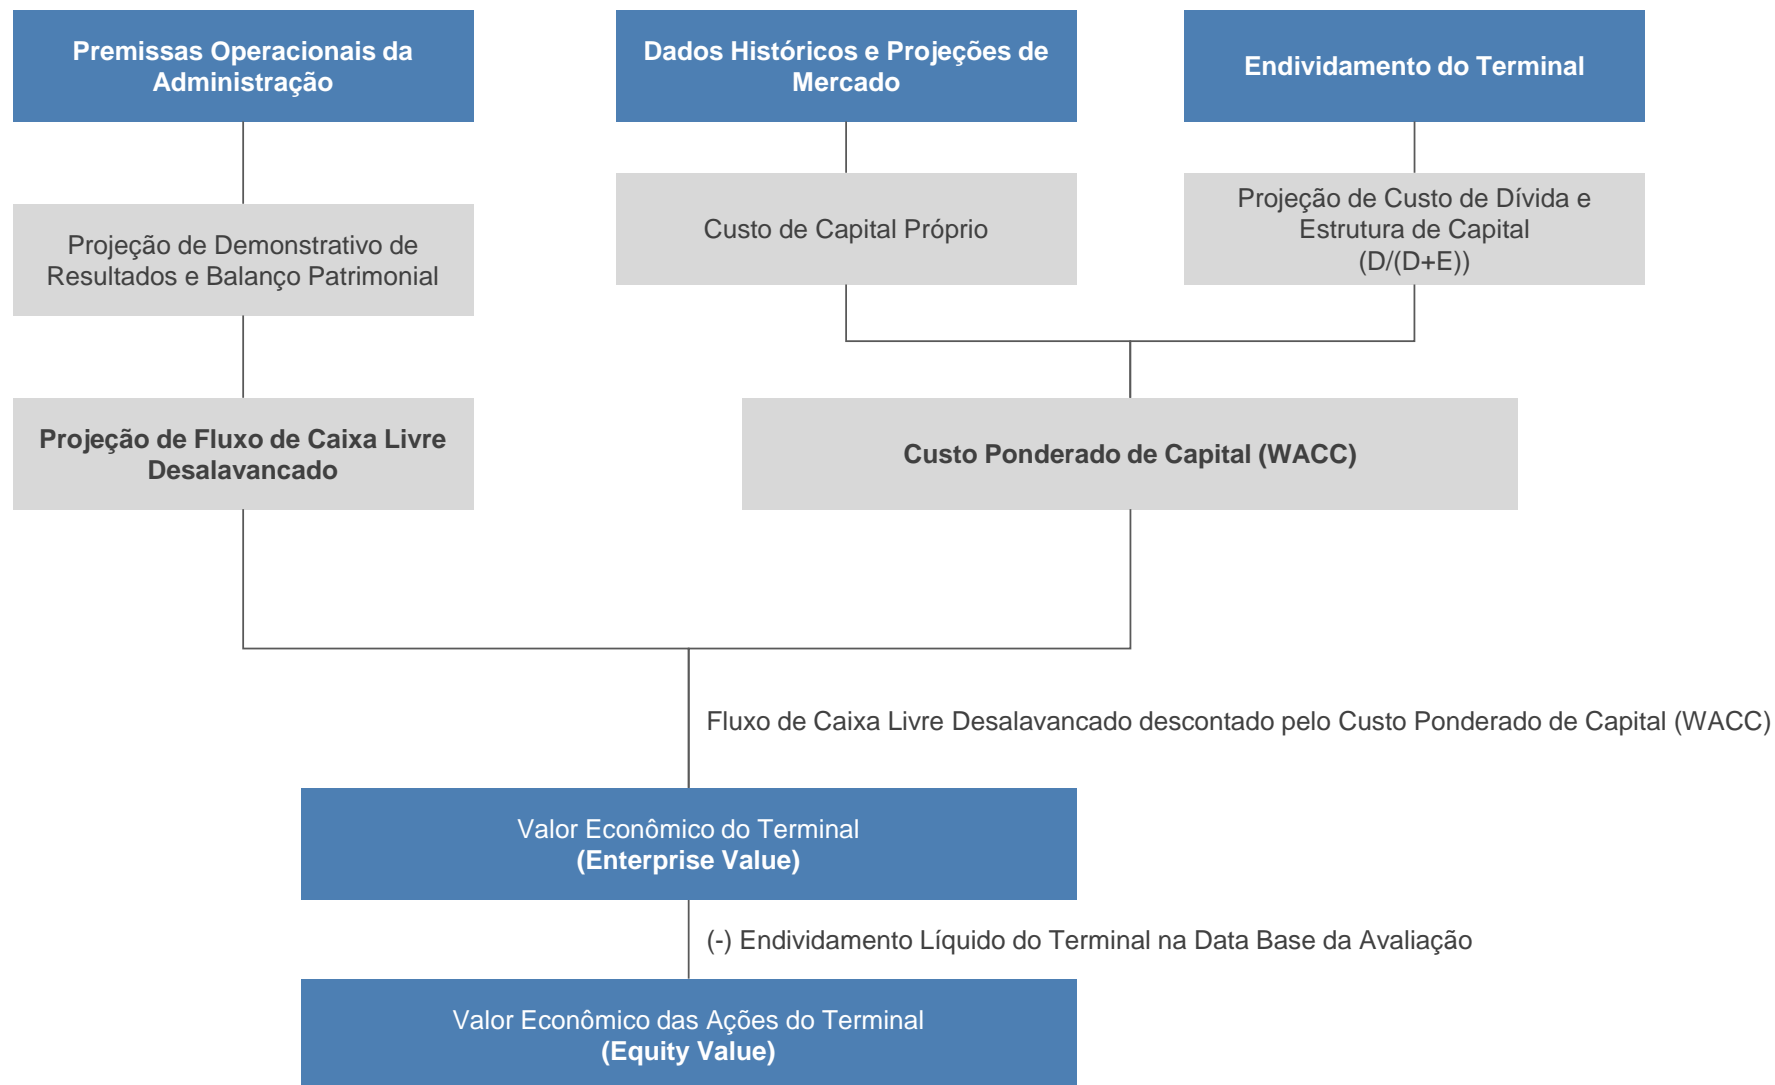 Premissas Operacionais da
Administração
Dados Históricos e Projeções de
Mercado
Endividamento do Terminal
Projeção de Demonstrativo de
Resultados e Balanço Patrimonial
Custo de Capital Próprio
Projeção de Custo de Dívida e
Estrutura de Capital
(D/(D+E))
Projeção de Fluxo de Caixa Livre
Desalavancado
Custo Ponderado de Capital (WACC)
Fluxo de Caixa Livre Desalavancado descontado pelo Custo Ponderado de Capital (WACC)
Valor Econômico do Terminal
(Enterprise Value)
(-) Endividamento Líquido do Terminal na Data Base da Avaliação
Valor Econômico das Ações do Terminal
(Equity Value)